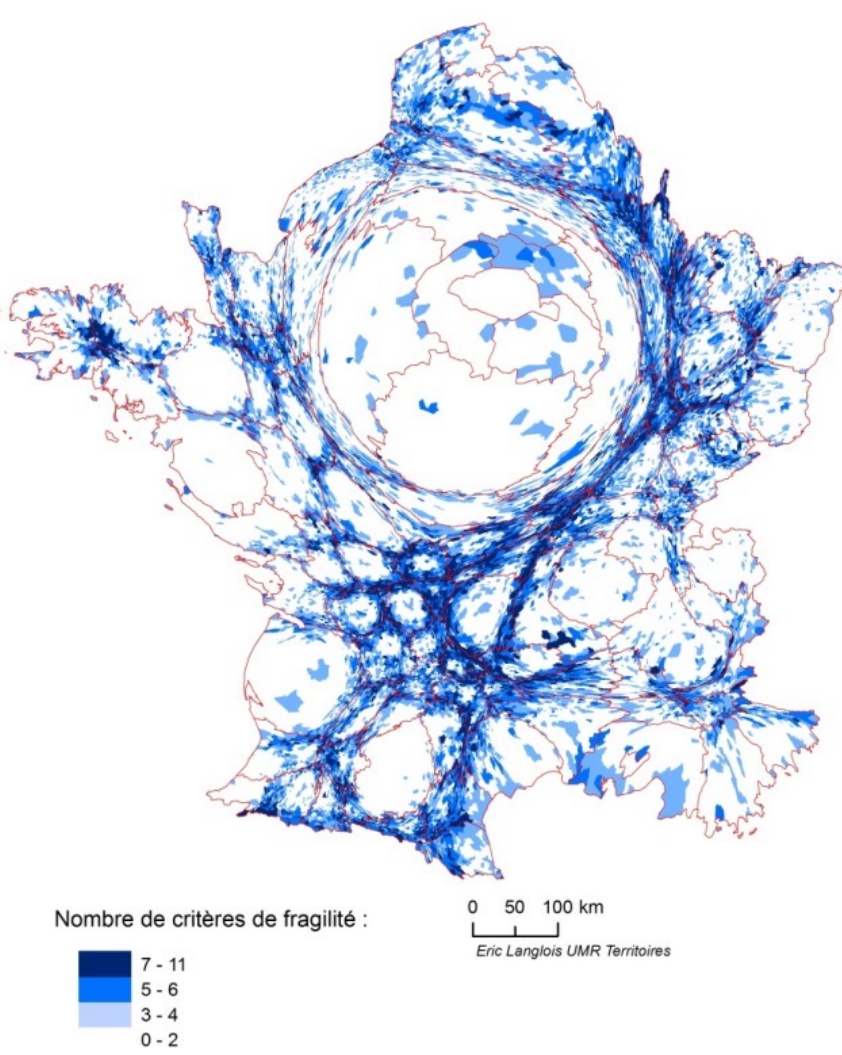 Nombre de critères de fragilité :
0 50 100 km
Eric Langlois UMR Territoires
7 - 11
5 - 6
3 - 4
0 - 2